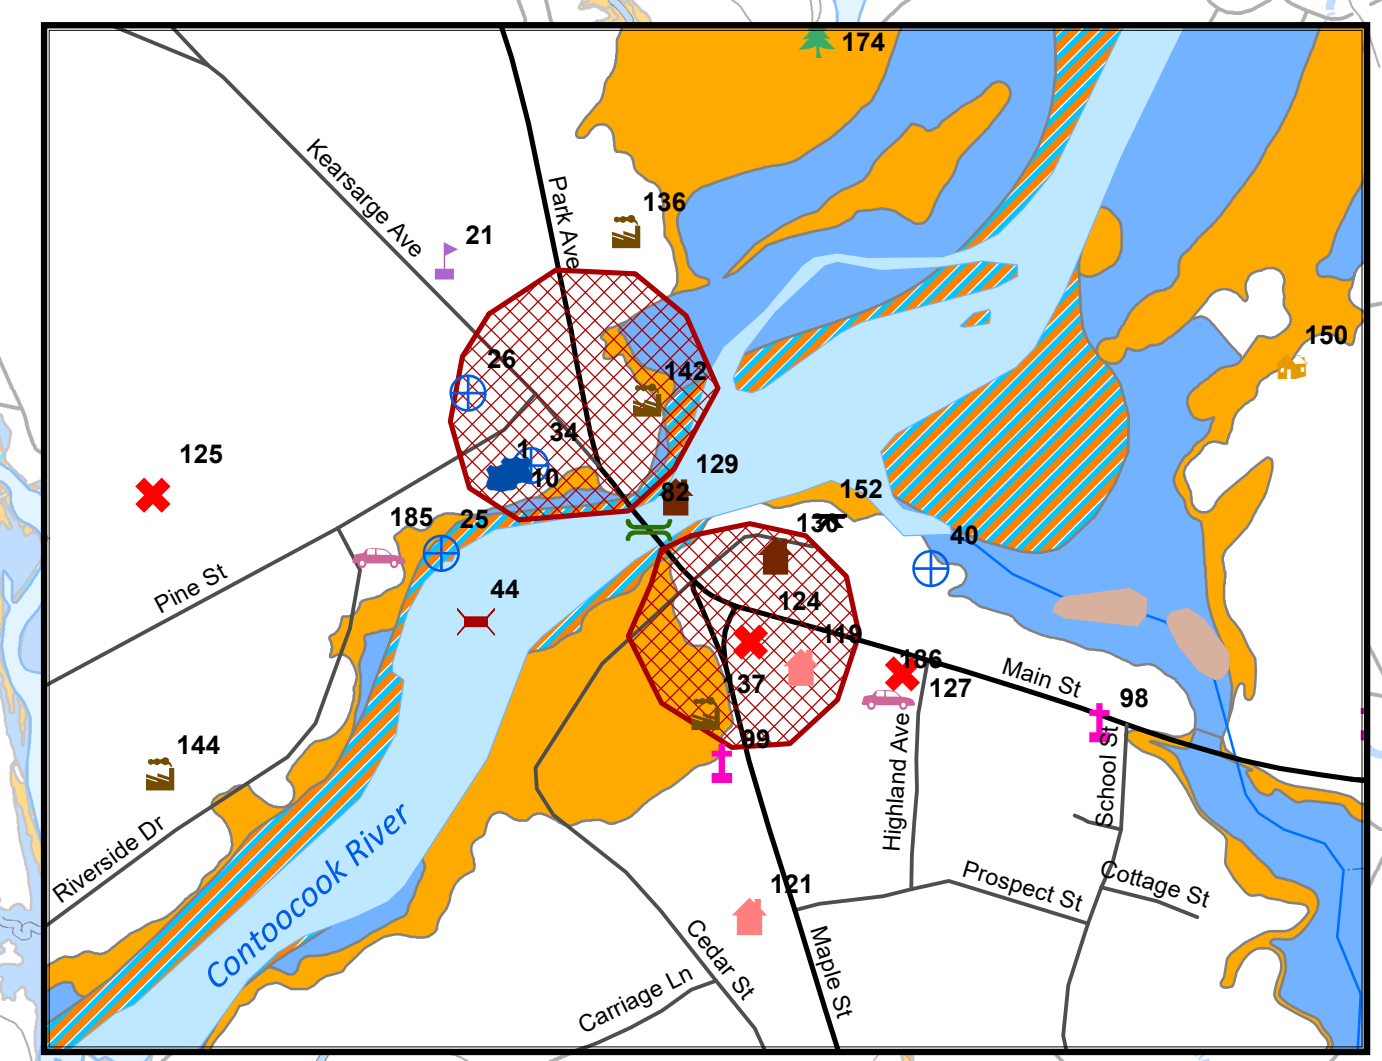 174
Kearsarge Ave
Park Ave
136
21
150
26
142
34
1
10
125
129
82
152
185
25
130
40
Pine St
44
124
119
186
127
Main St
137
98
99
144
School St
Highland Ave
Riverside Dr
Contoocook River
121
Prospect St
Cottage St
Cedar St
Maple St
Carriage Ln